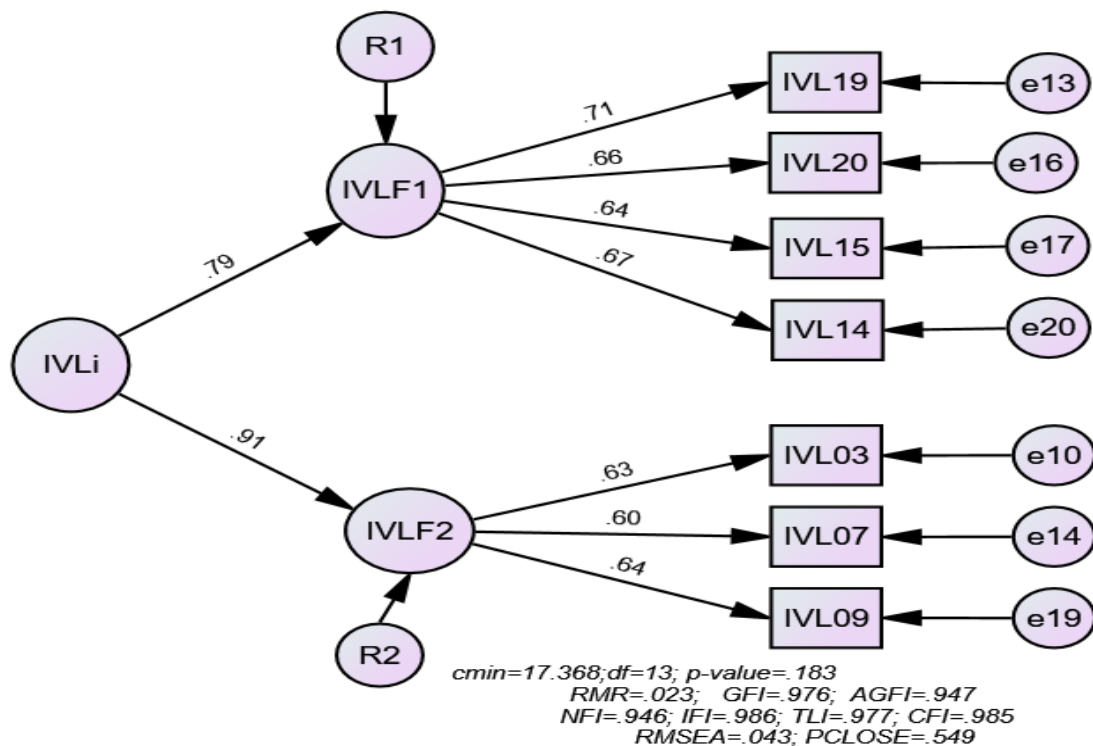 R1
IVL19
e13
.71
IVL20
e16
.66
IVLF1
.64
IVL15
e17
.79
.67
IVL14
e20
IVLi
.91
IVL03
e10
.63
IVLF2
.60
IVL07
e14
.64
IVL09
e19
R2
cmin=17.368;df=13; p-value=.183
RMR=.023; GFI=.976; AGFI=.947
NFI=.946; IFI=.986; TLI=.977; CFI=.985
RMSEA=.043; PCLOSE=.549